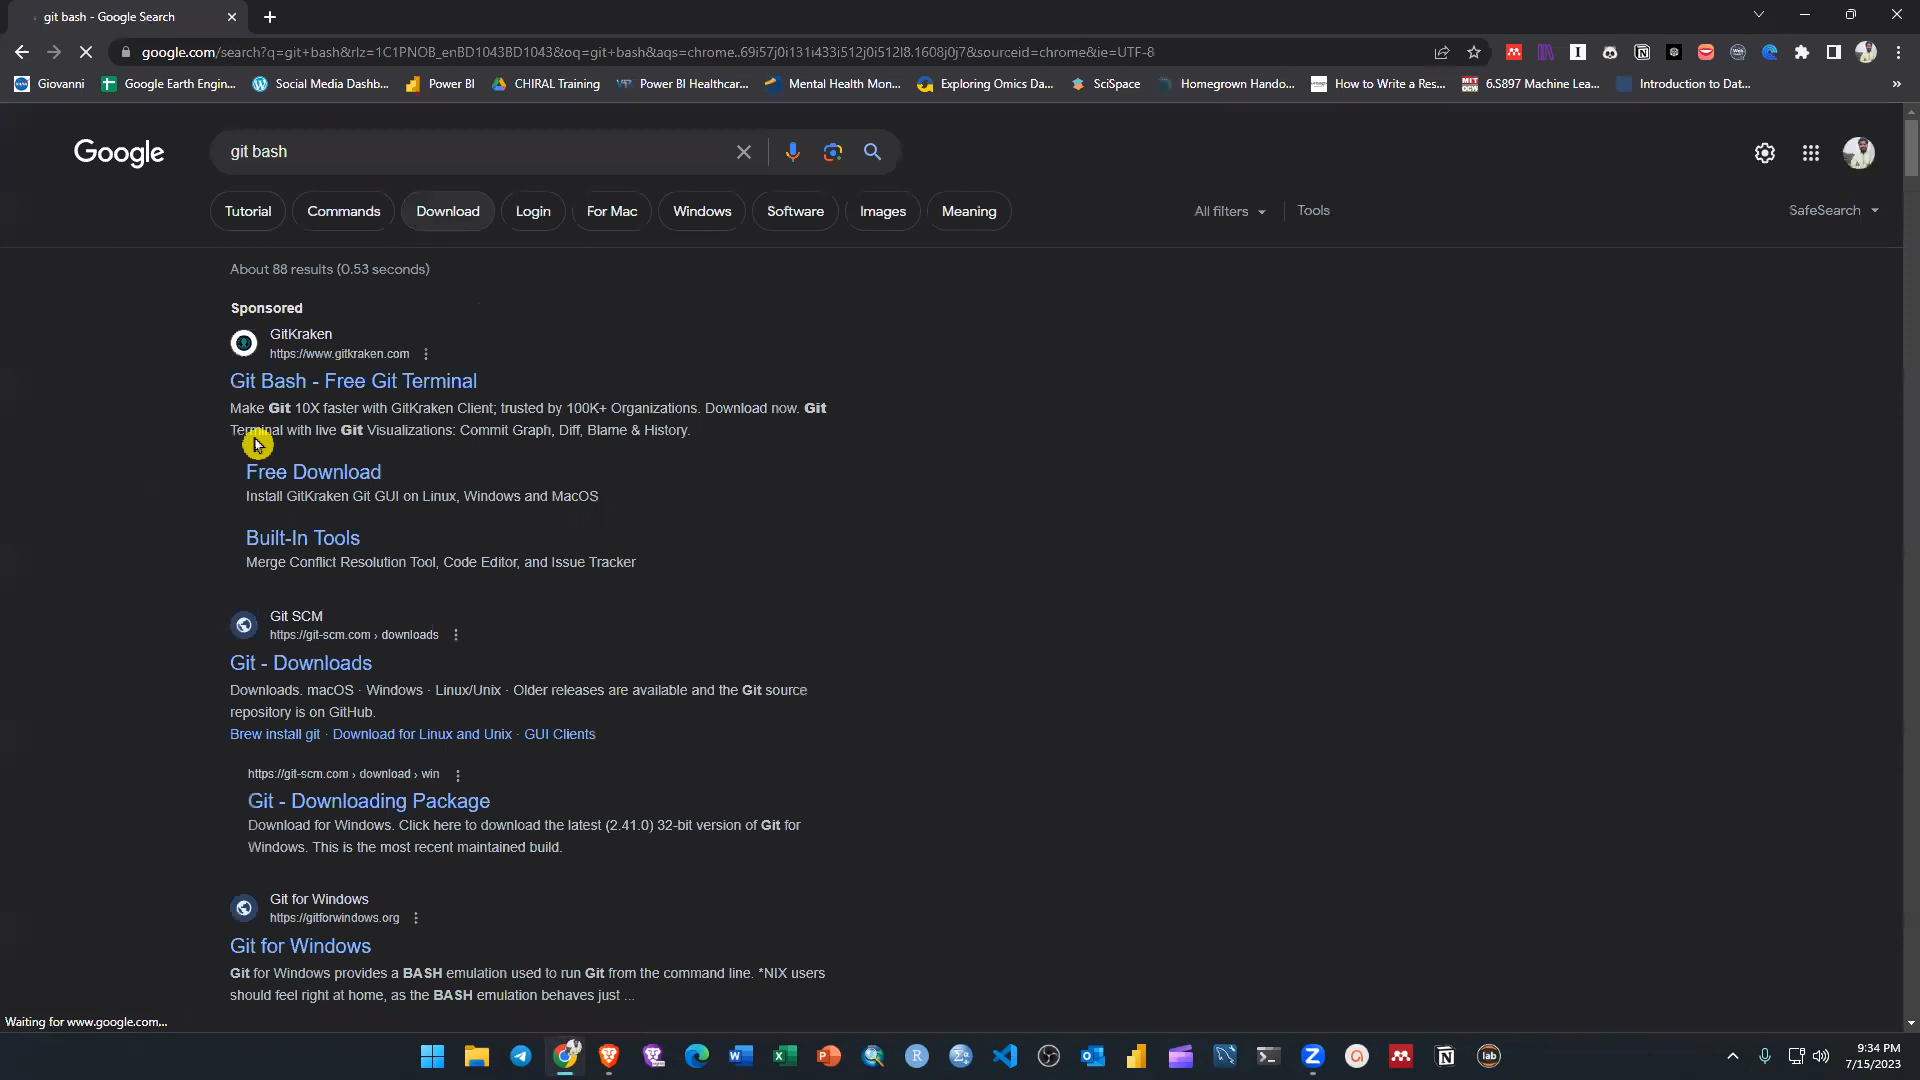 git bash - Google Search
google.com/search?q=git+bash&rlz=1C1PNOB_enBD1043BD1043&oq=git+bash&aqs=chrome..69i57j0i131i433i512j0i512l8.1608j0j7&sourceid=chrome&ie=UTF-8
Giovanni
Google Earth Engin...
Social Media Dashb...
Power BI
CHIRAL Training
Power BI Healthcar...
Mental Health Mon...
Exploring Omics Da...
SciSpace
Homegrown Hando...
How to Write a Res...
6.S897 Machine Lea...
Introduction to Dat...
Google
git bash
Tutorial
Commands
Download
Login
For Mac
Windows
Software
Images
Meaning
All filters
Tools
SafeSearch
About 88 results (0.53 seconds)
Sponsored
GitKraken
https://www.gitkraken.com
Git Bash - Free Git Terminal
Make Git 10X faster with GitKraken Client; trusted by 100K+ Organizations. Download now. Git
Terminal with live Git Visualizations: Commit Graph, Diff, Blame & History.
Free Download
Install GitKraken Git GUI on Linux, Windows and MacOS
Built-In Tools
Merge Conflict Resolution Tool, Code Editor, and Issue Tracker
Git SCM
https://git-scm.com › downloads
Git - Downloads
Downloads. macOS · Windows · Linux/Unix · Older releases are available and the Git source
repository is on GitHub.
Brew install git · Download for Linux and Unix · GUI Clients
https://git-scm.com › download › win
Git - Downloading Package
Download for Windows. Click here to download the latest (2.41.0) 32-bit version of Git for
Windows. This is the most recent maintained build.
Git for Windows
https://gitforwindows.org
Git for Windows
Git for Windows provides a BASH emulation used to run Git from the command line. *NIX users
should feel right at home, as the BASH emulation behaves just ...
Waiting for www.google.com...
lab
9:34 PM
7/15/2023